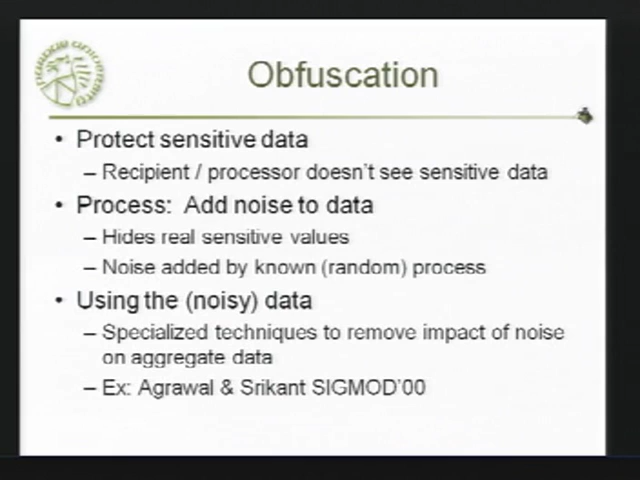 Obfuscation
• Protect sensitive data
– Recipient / processor doesn't see sensitive data
• Process: Add noise to data
– Hides real sensitive values
– Noise added by known (random) process
• Using the (noisy) data
– Specialized techniques to remove impact of noise
on aggregate data
– Ex: Agrawal & Srikant SIGMOD'00